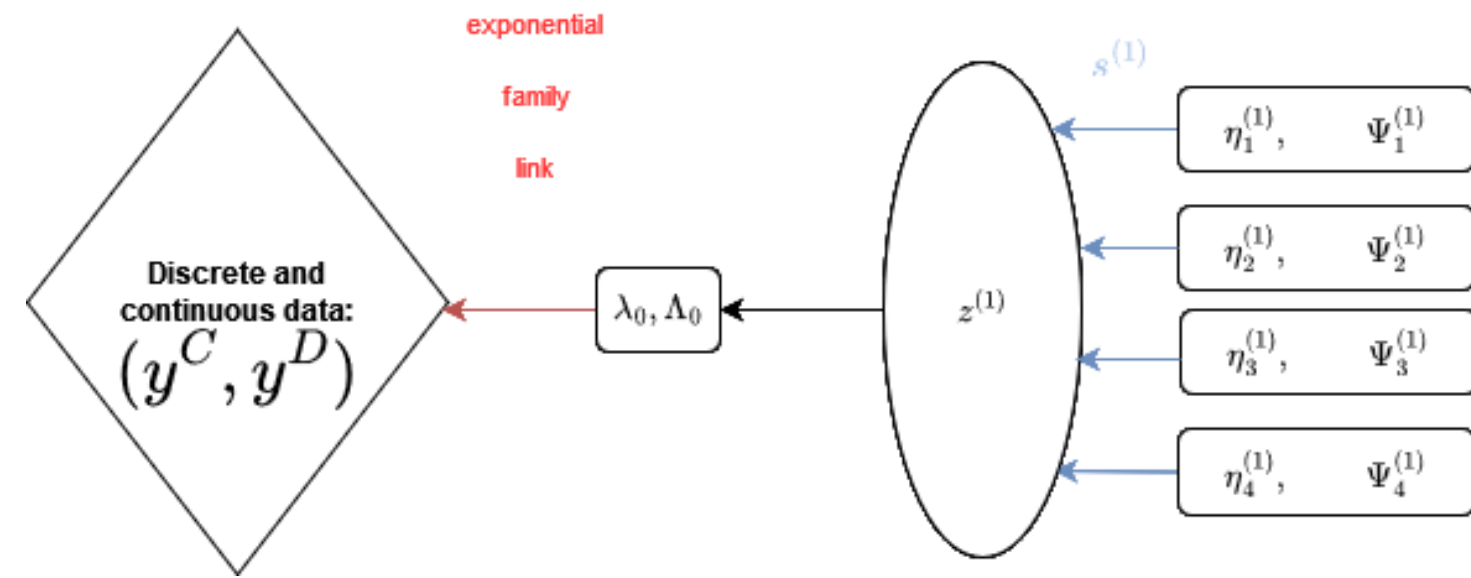 exponential
family
link
s^{(1)}
η_1^{(1)}, Ψ_1^{(1)}
η_2^{(1)}, Ψ_2^{(1)}
Discrete and
continuous data:
(y^C, y^D)
λ_0, Λ_0
z^{(1)}
η_3^{(1)}, Ψ_3^{(1)}
η_4^{(1)}, Ψ_4^{(1)}